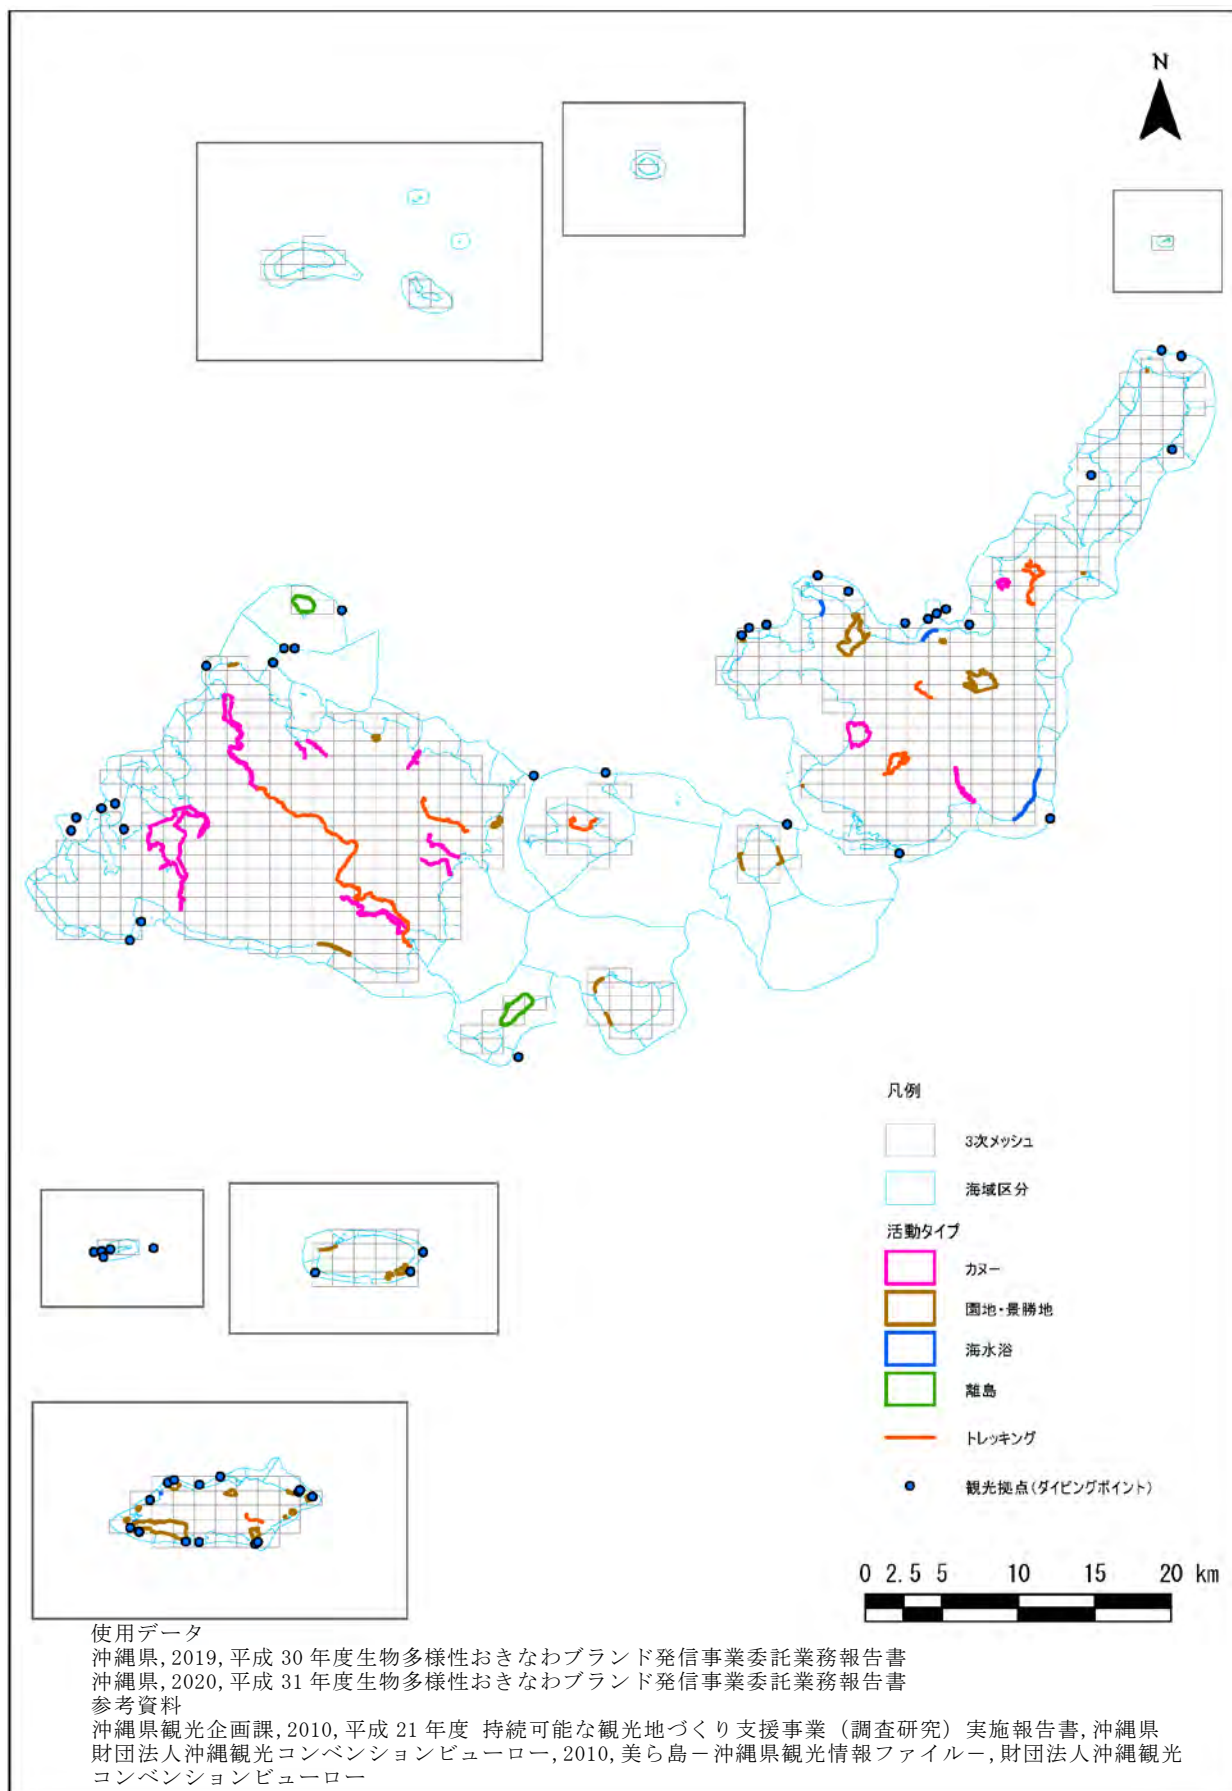 N
凡例
3次メッシュ
海域区分
活動タイプ
カヌー
園地・景勝地
海水浴
離島
トレッキング
観光拠点(ダイビングポイント)
0 2.5 5 10 15 20 km
使用データ
沖縄県,2019,平成 30 年度生物多様性おきなわブランド発信事業委託業務報告書
沖縄県,2020,平成 31 年度生物多様性おきなわブランド発信事業委託業務報告書
参考資料
沖縄県観光企画課,2010,平成 21 年度 持続可能な観光地づくり支援事業（調査研究）実施報告書,沖縄県
財団法人沖縄観光コンベンションビューロー,2010,美ら島－沖縄県観光情報ファイル－,財団法人沖縄観光
コンベンションビューロー